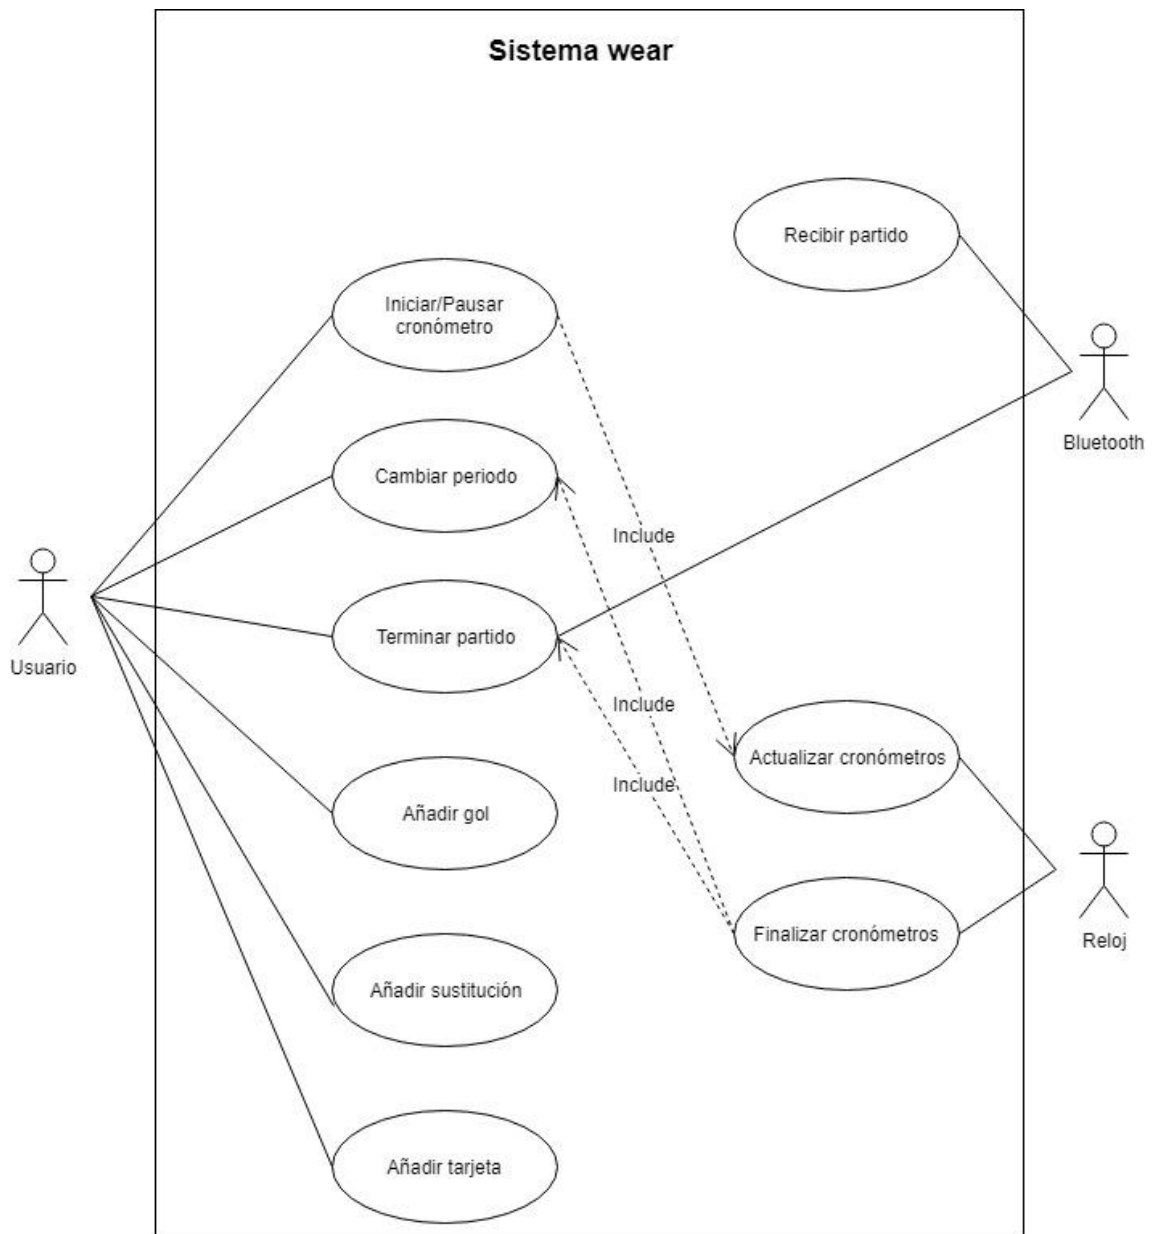 Sistema wear
Recibir partido
Iniciar/Pausar
cronómetro
Bluetooth
Cambiar periodo
Include
Terminar partido
Usuario
Include
Actualizar cronómetros
Include
Añadir gol
Finalizar cronómetros
Reloj
Añadir sustitución
Añadir tarjeta